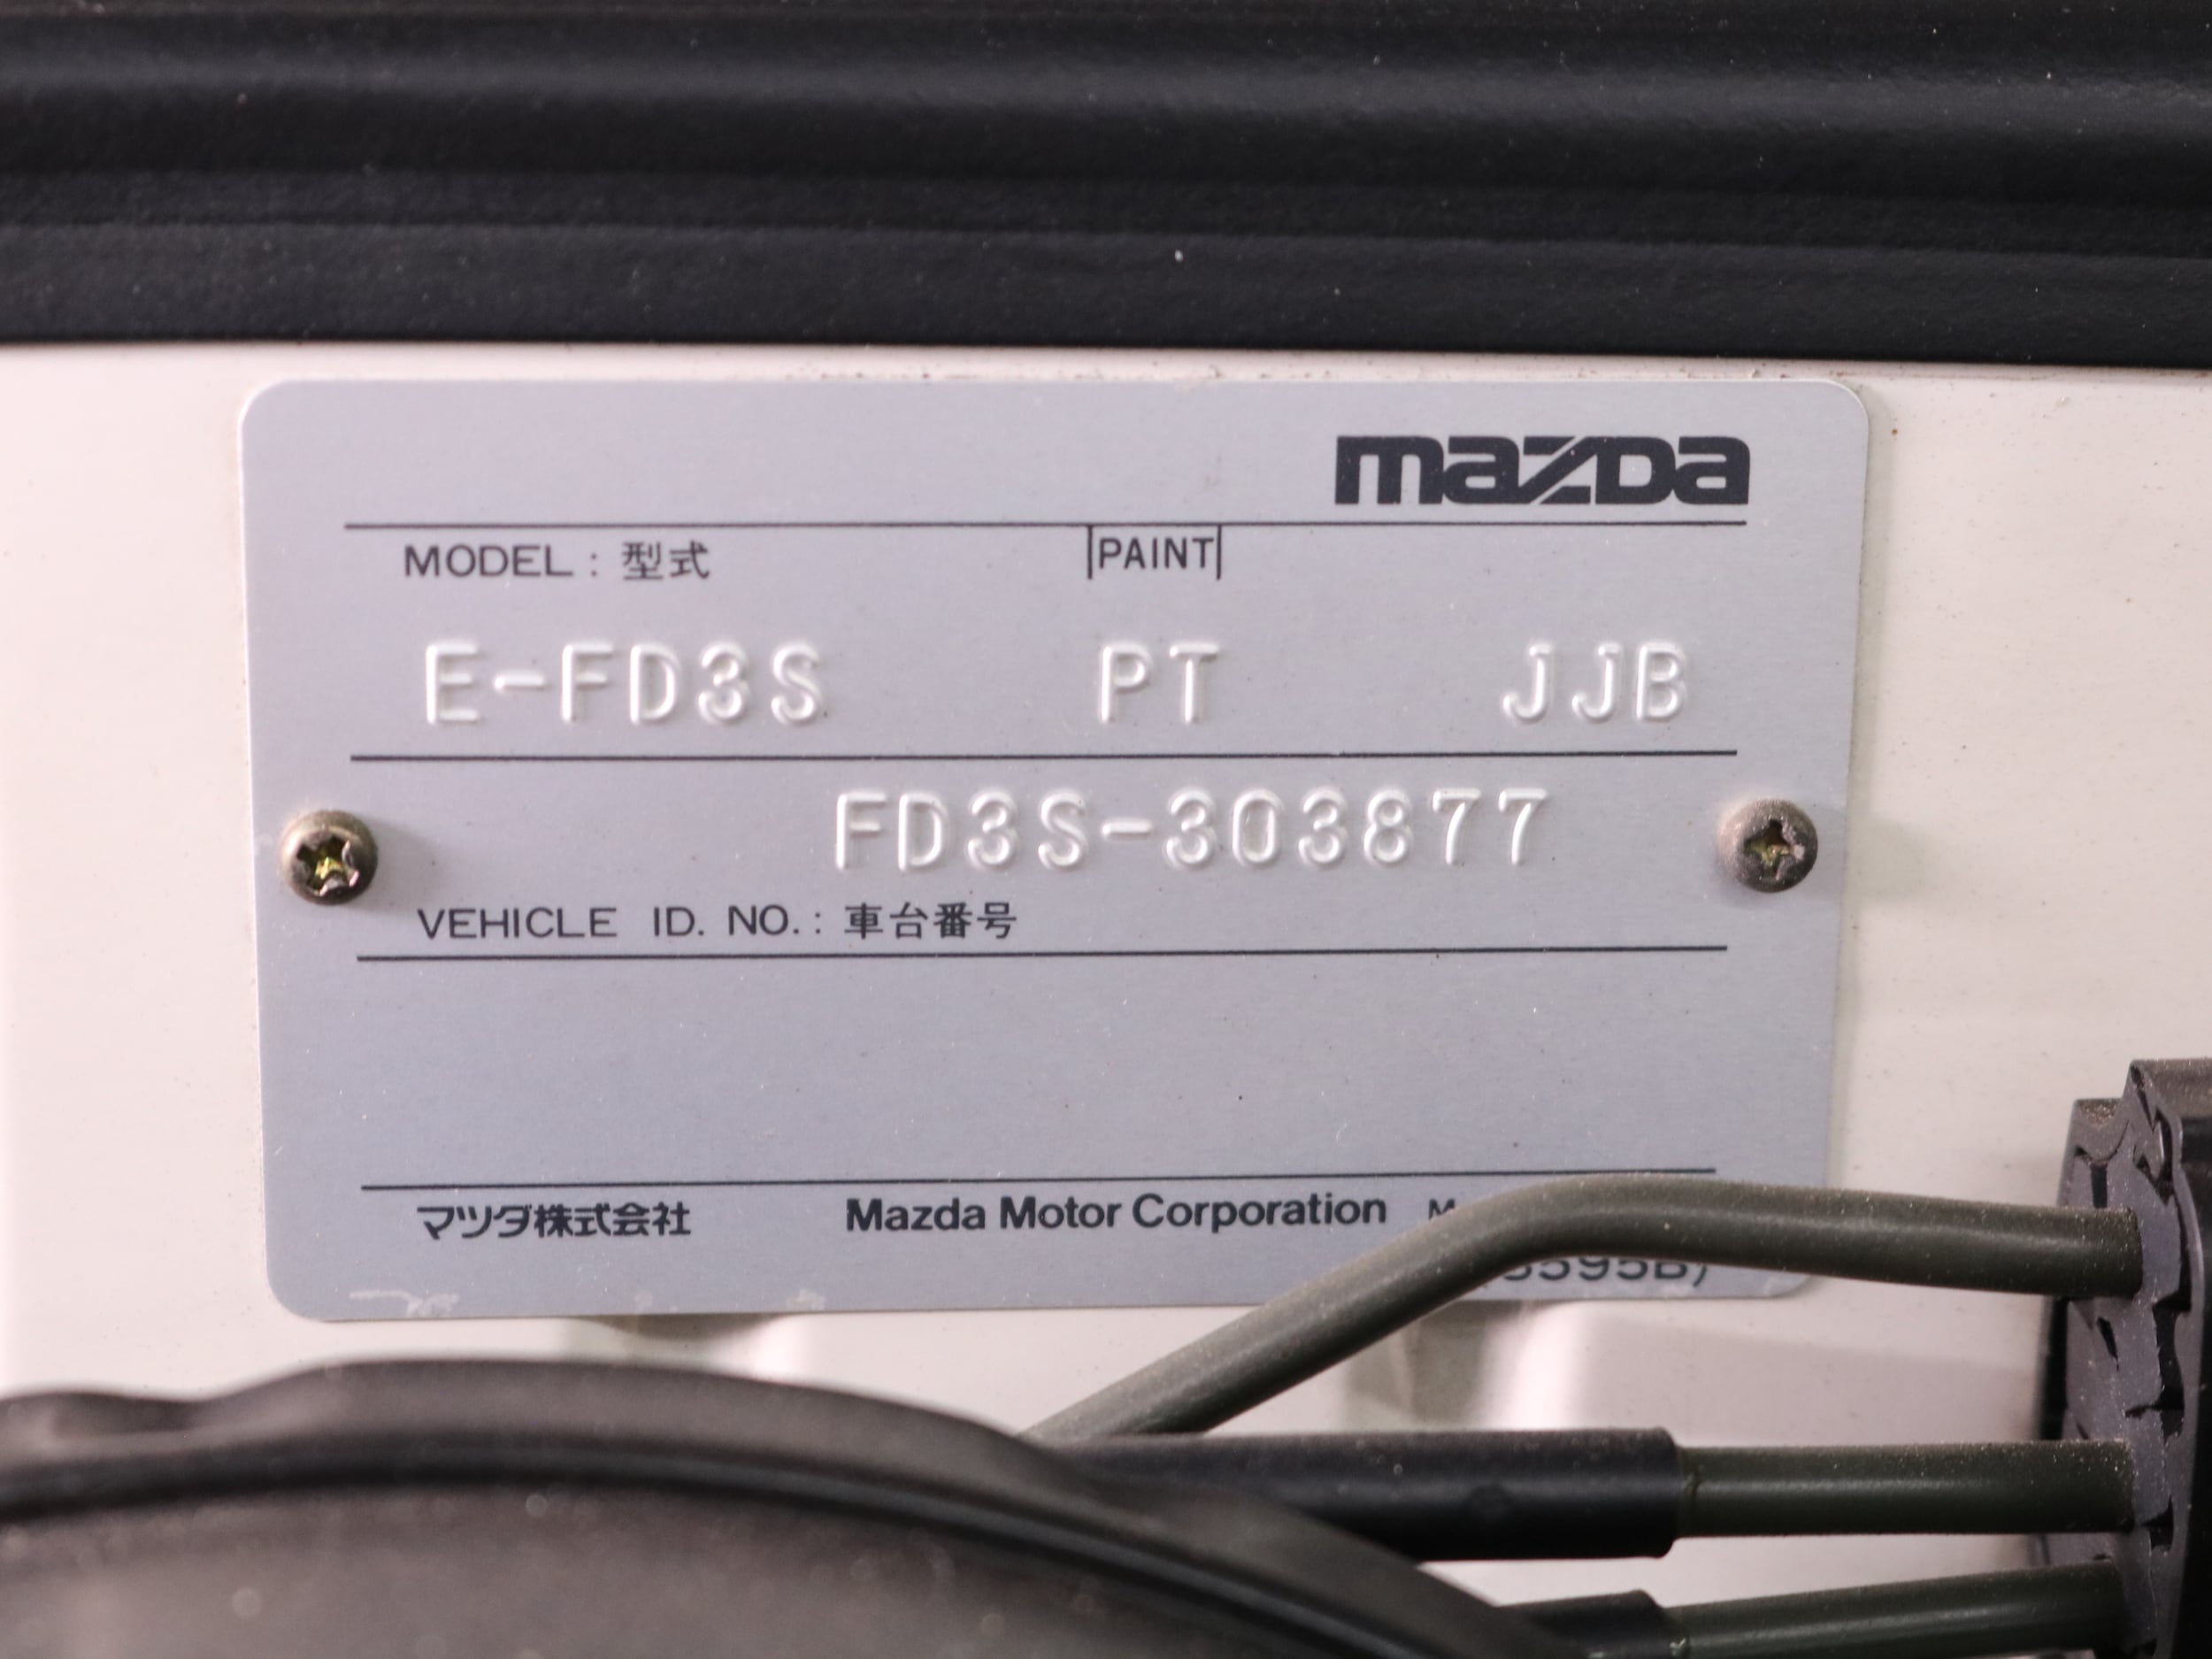 mazda
MODEL : 型式 PAINT
E-FD3S PT JJB
FD3S-303877
VEHICLE ID. NO. : 車台番号
マツダ株式会社 Mazda Motor Corporation
595B)